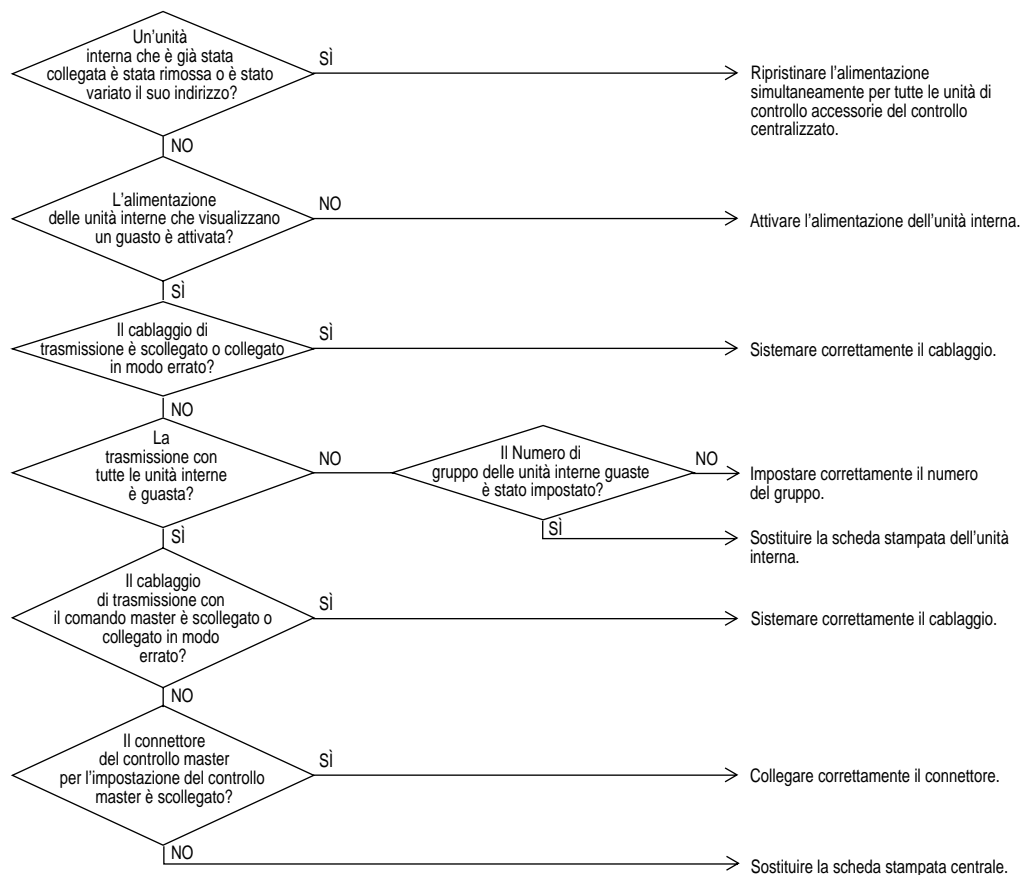 Un'unità
interna che è già stata
collegata è stata rimossa o è stato
variato il suo indirizzo?
SÌ
Ripristinare l'alimentazione
simultaneamente per tutte le unità di
controllo accessorie del controllo
centralizzato.
NO
L'alimentazione
delle unità interne che visualizzano
un guasto è attivata?
NO
Attivare l'alimentazione dell'unità interna.
SÌ
Il cablaggio di
trasmissione è scollegato o collegato
in modo errato?
SÌ
Sistemare correttamente il cablaggio.
NO
La
trasmissione con
tutte le unità interne
è guasta?
NO
Il Numero di
gruppo delle unità interne guaste
è stato impostato?
NO
Impostare correttamente il numero
del gruppo.
SÌ
Sostituire la scheda stampata dell'unità
interna.
SÌ
Il cablaggio
di trasmissione con
il comando master è scollegato o
collegato in modo
errato?
SÌ
Sistemare correttamente il cablaggio.
NO
Il connettore
del controllo master
per l'impostazione del controllo
master è scollegato?
SÌ
Collegare correttamente il connettore.
NO
Sostituire la scheda stampata centrale.